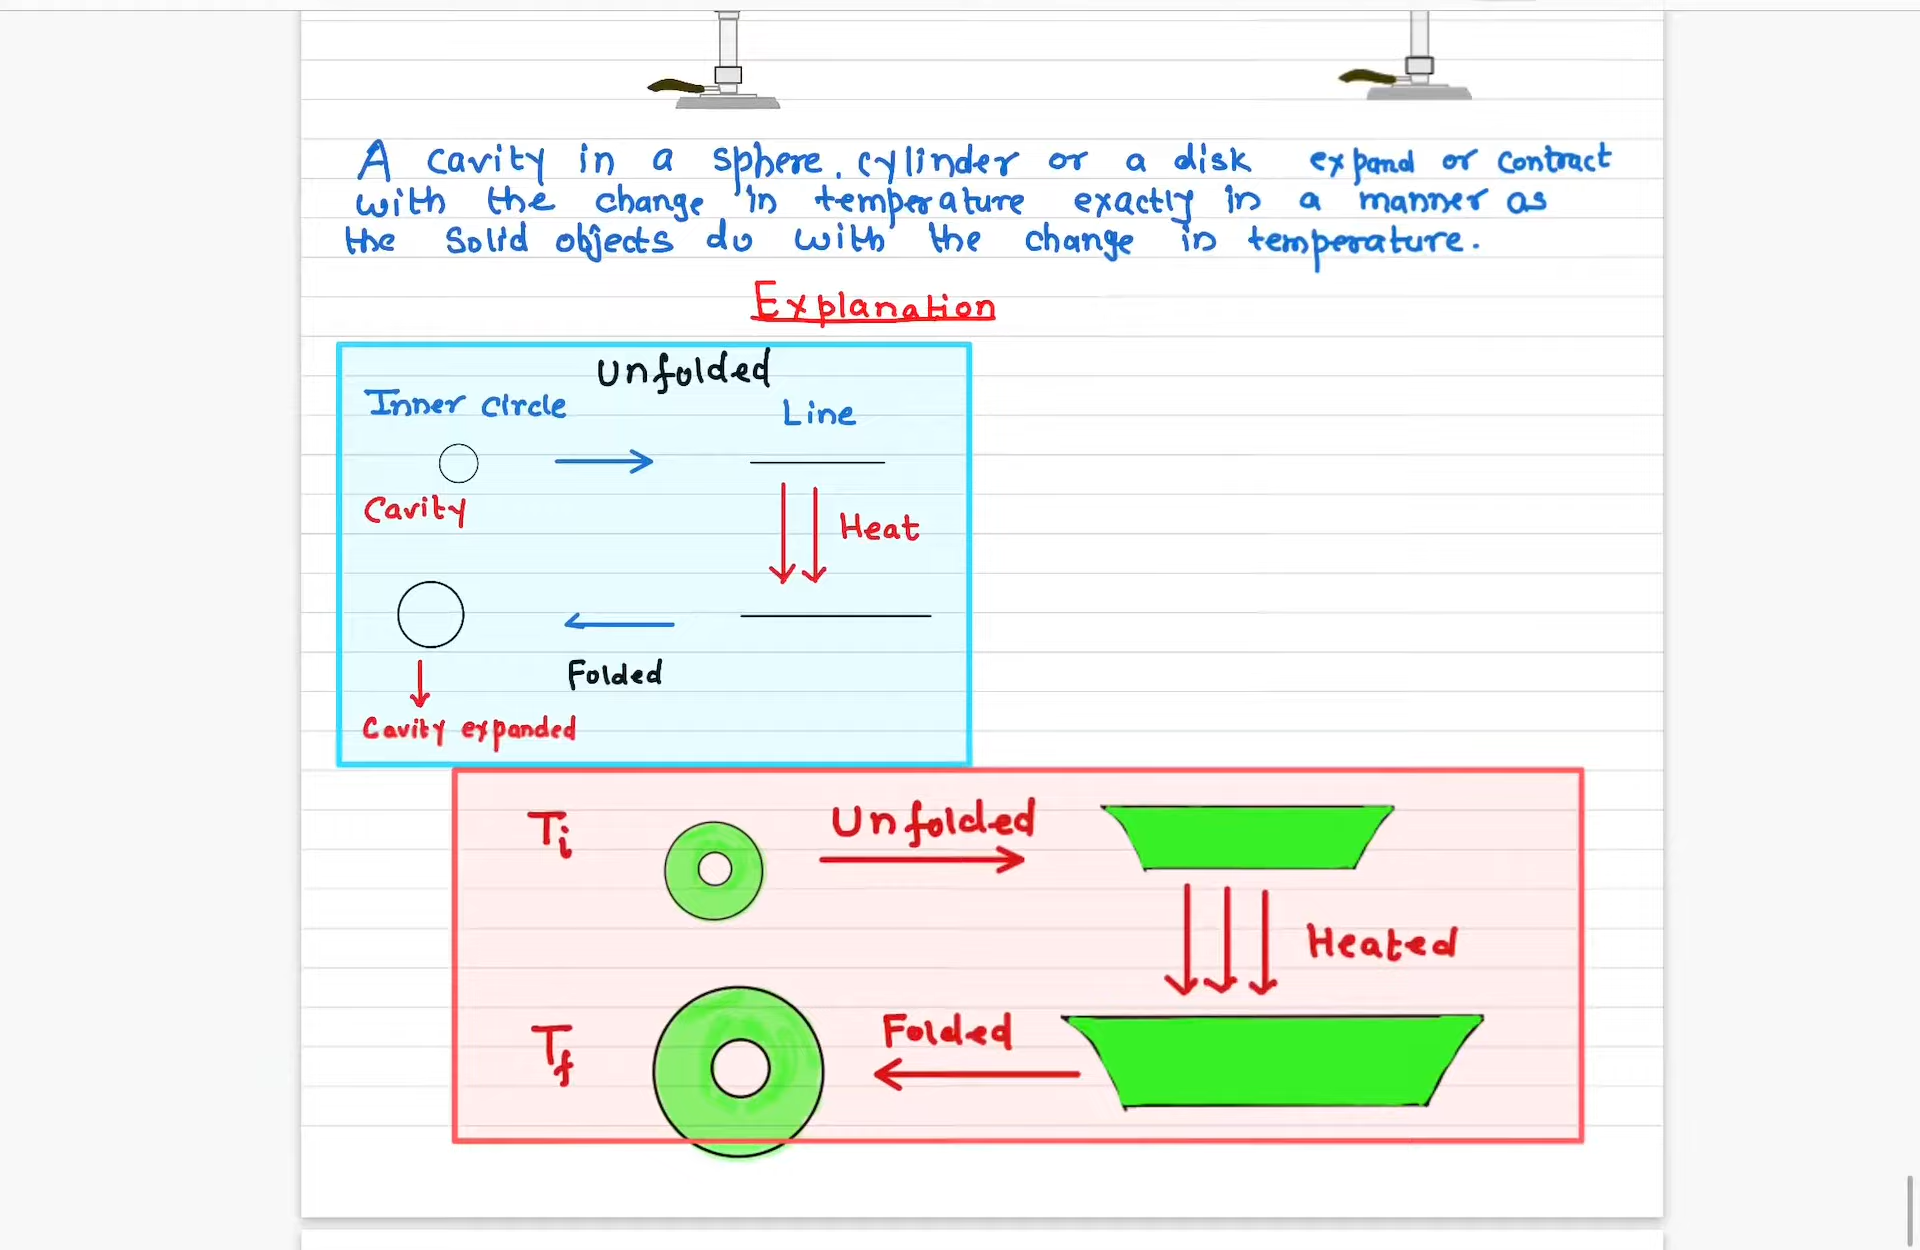 A cavity in a sphere, cylinder or a disk expand or contract
with the change in temperature exactly in a manner as
the solid objects do with the change in temperature.
Explanation
Unfolded
Inner circle
Line
Cavity
Heat
Folded
Cavity expanded
Ti
Unfolded
Heated
Tf
Folded